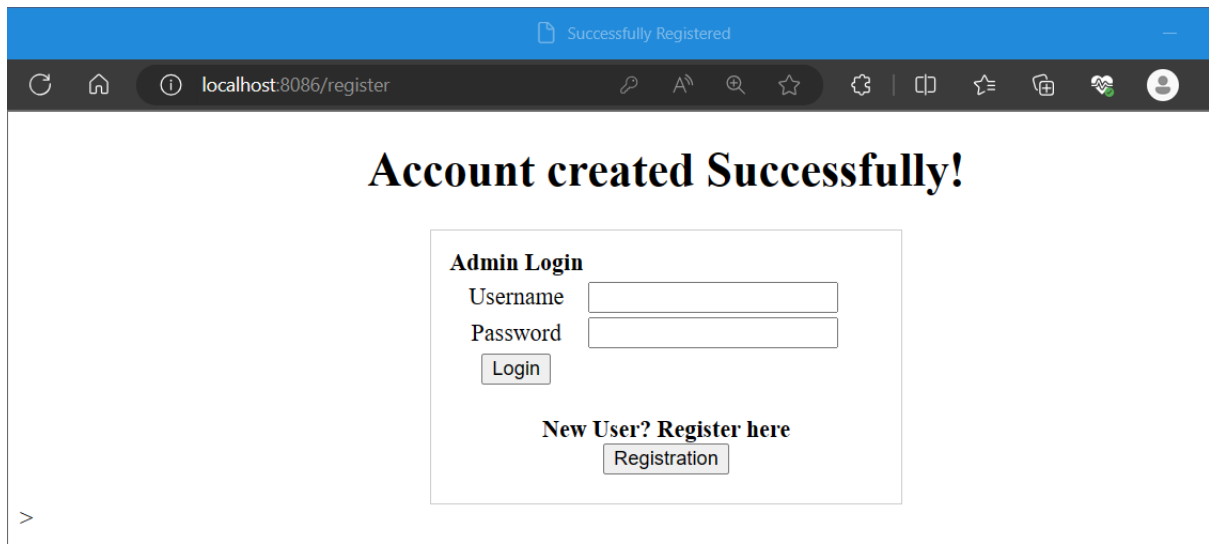 Successfully Registered
localhost:8086/register
Account created Successfully!
Admin Login
Username
Password
Login
New User? Register here
Registration
>